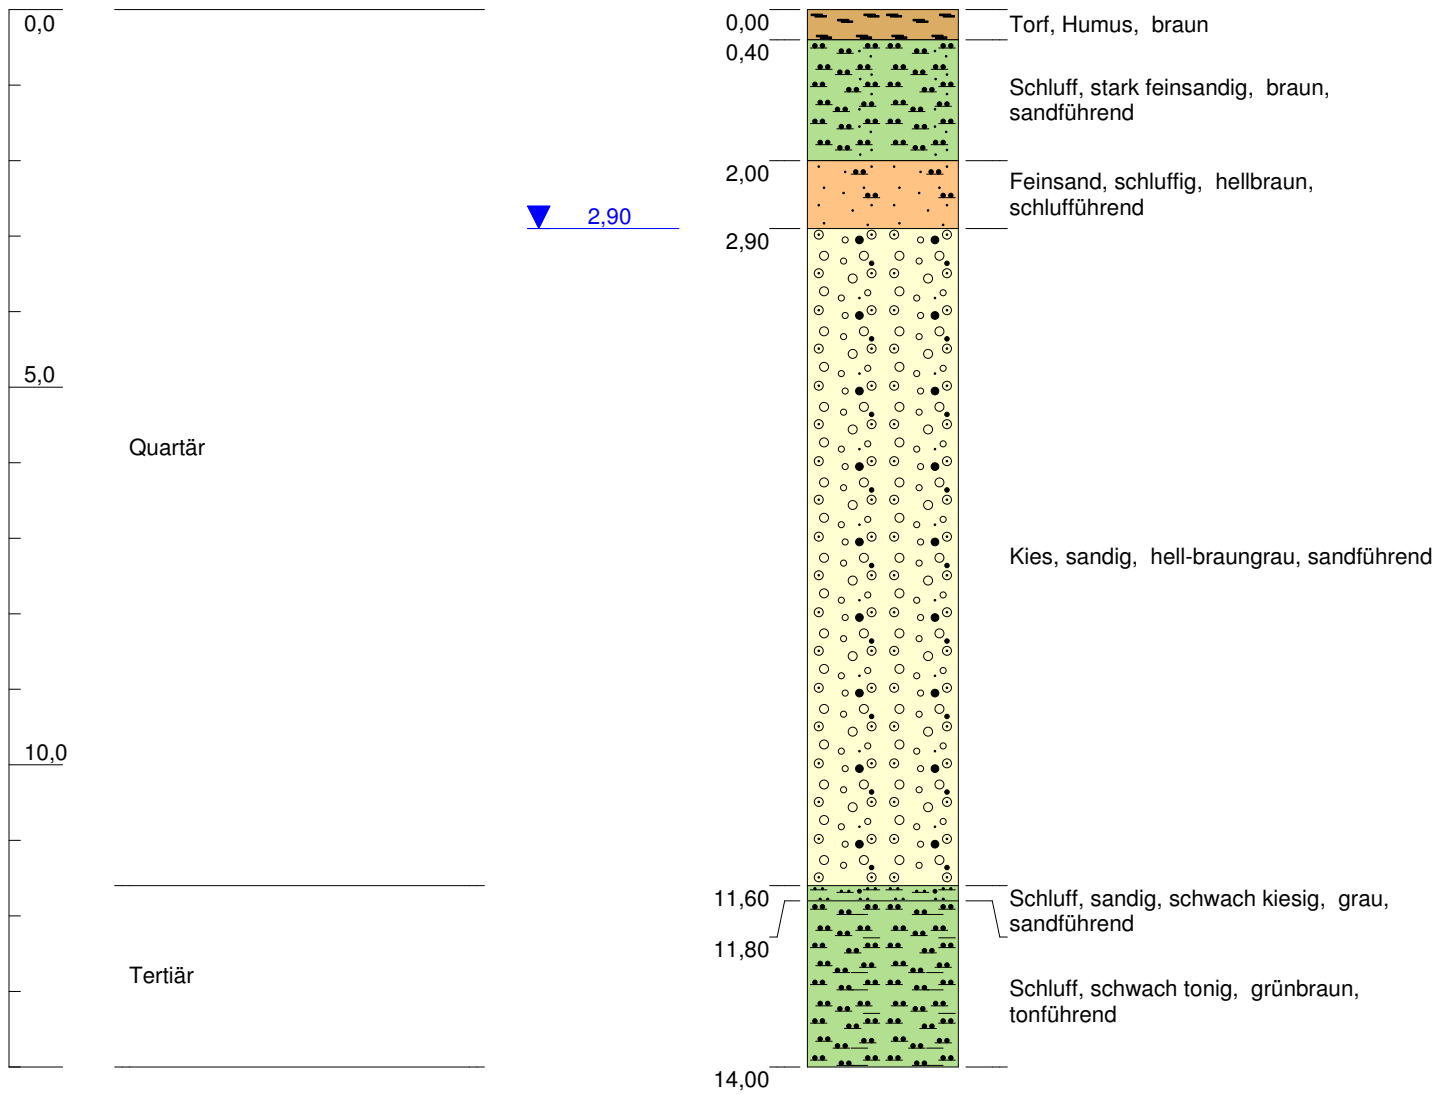 0,0
0,00
Torf, Humus,  braun
0,40
Schluff, stark feinsandig,  braun,
sandführend
2,00
Feinsand, schluffig,  hellbraun,
schluffführend
2,90
2,90
5,0
Quartär
Kies, sandig,  hell-braungrau, sandführend
10,0
11,60
Schluff, sandig, schwach kiesig,  grau,
sandführend
11,80
Tertiär
Schluff, schwach tonig,  grünbraun,
tonführend
14,00